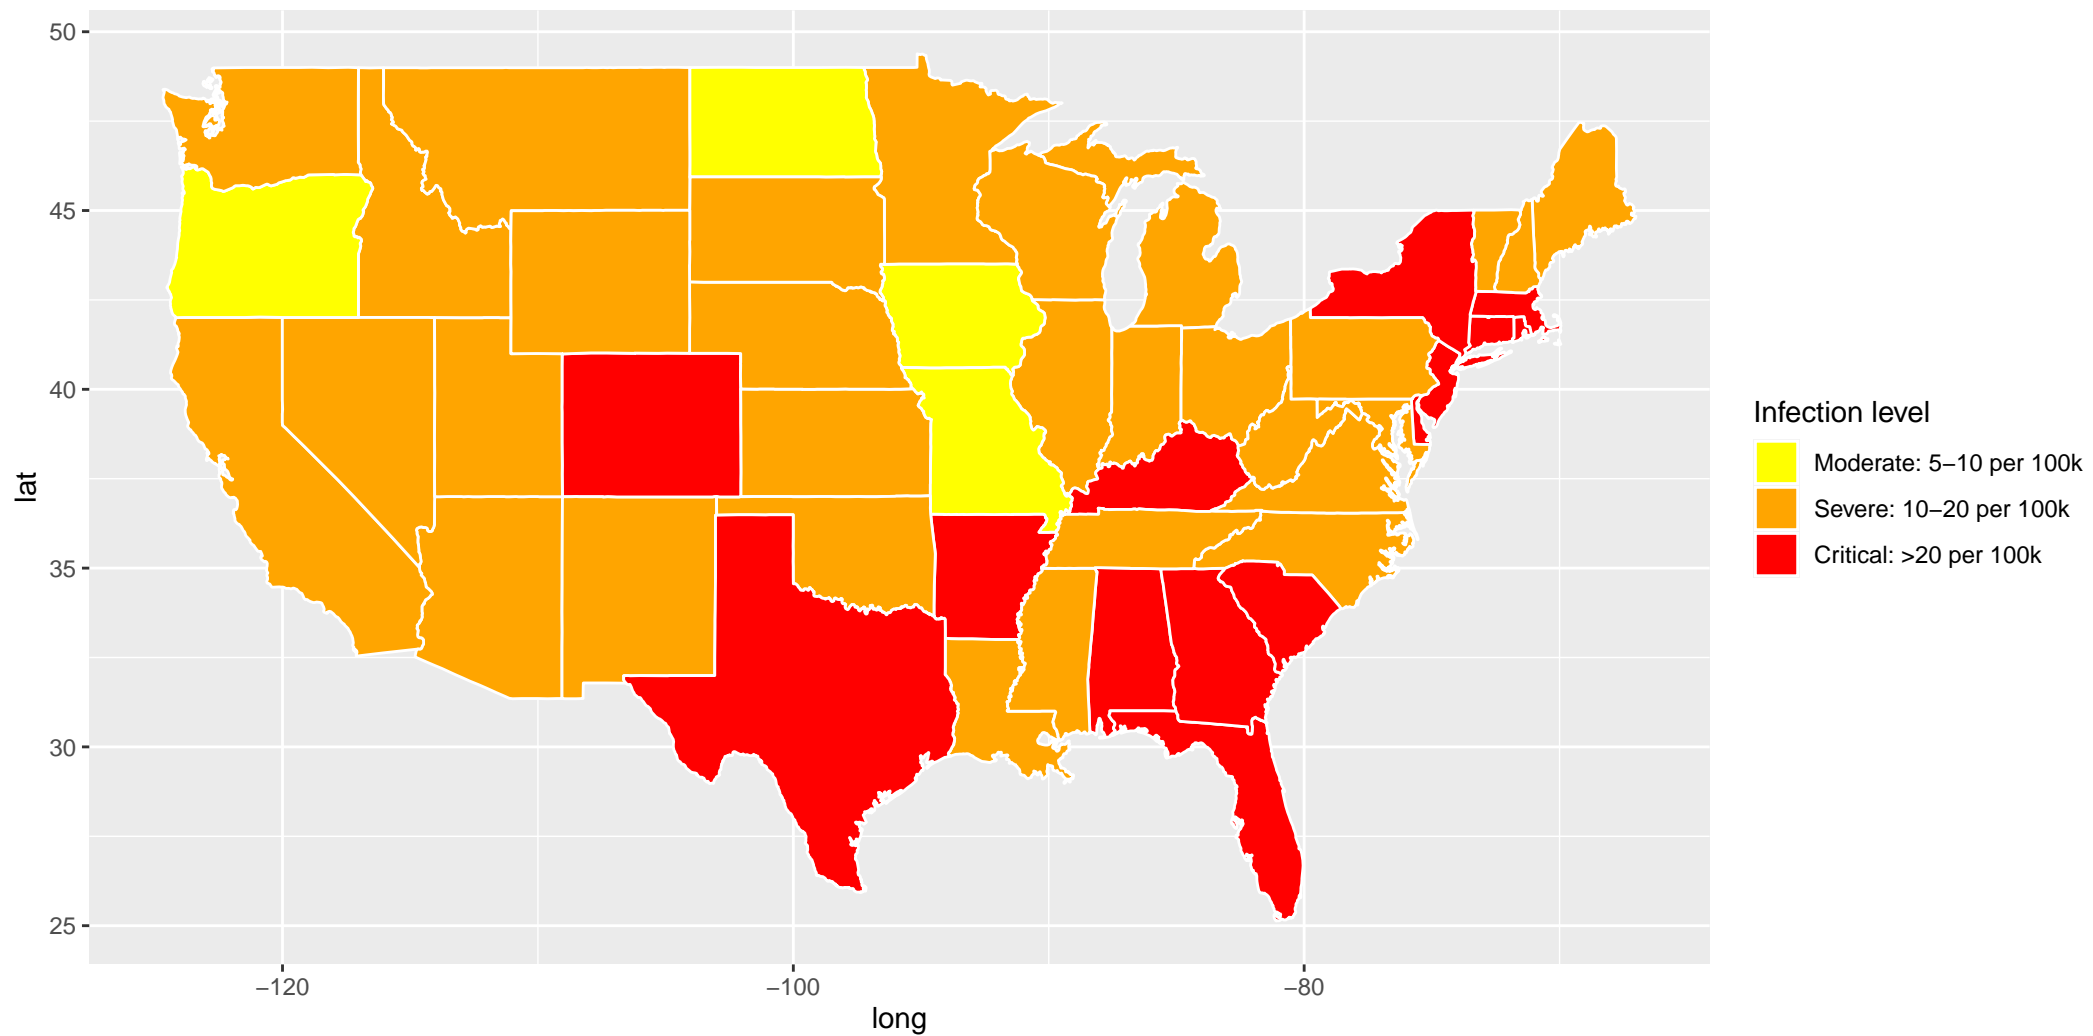 50
45
40
35
30
25
lat
−120
−100
−80
long
Infection level
Moderate: 5−10 per 100k
Severe: 10−20 per 100k
Critical: >20 per 100k